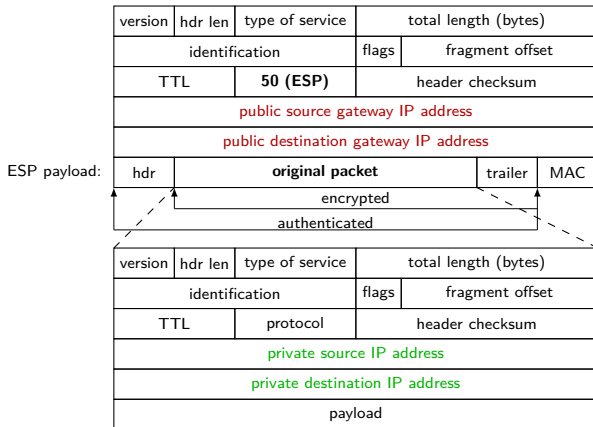 version hdr len type of service total length (bytes)
identification flags fragment offset
TTL 50 (ESP) header checksum
public source gateway IP address
public destination gateway IP address
ESP payload: hdr original packet trailer MAC
encrypted
authenticated
version hdr len type of service total length (bytes)
identification flags fragment offset
TTL protocol header checksum
private source IP address
private destination IP address
payload